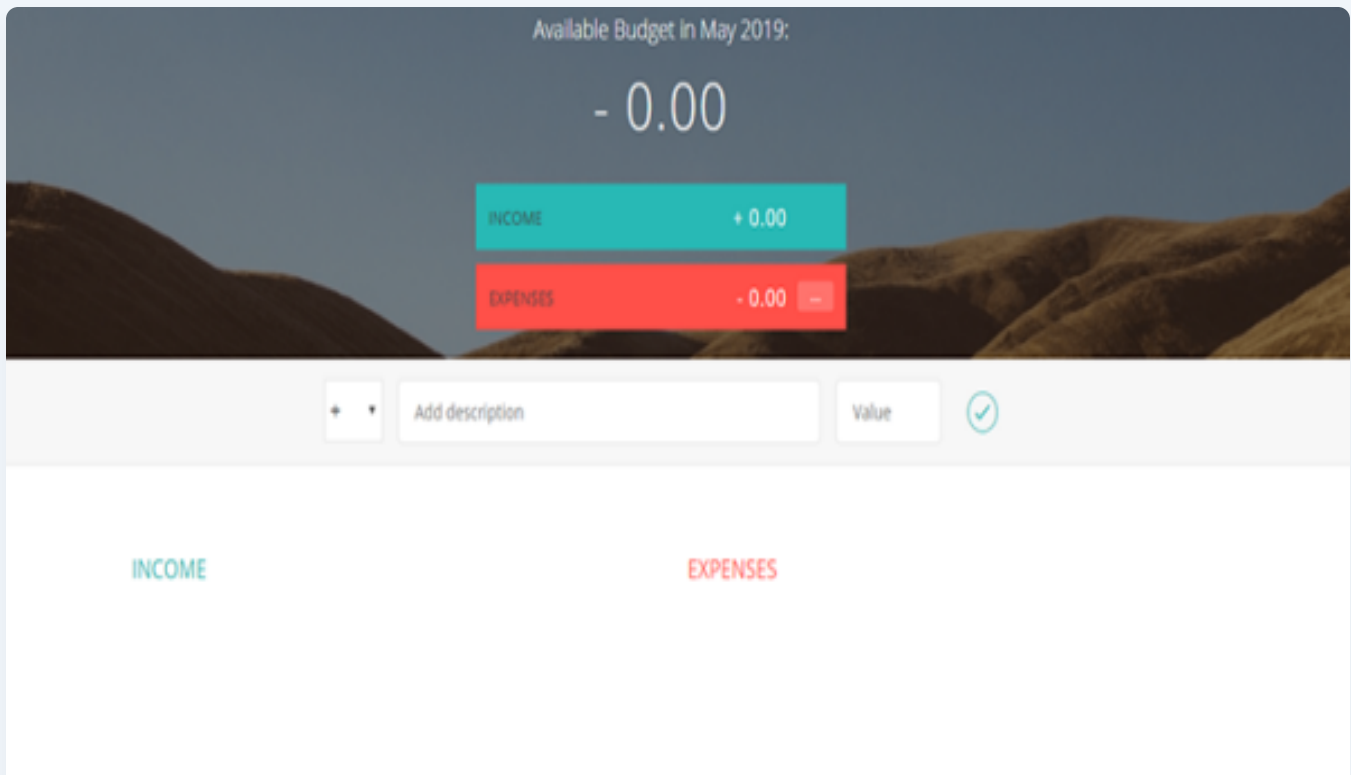 Available Budget in May 2019:
- 0.00
INCOME + 0.00
EXPENSES - 0.00 --
+ Add description Value
INCOME EXPENSES